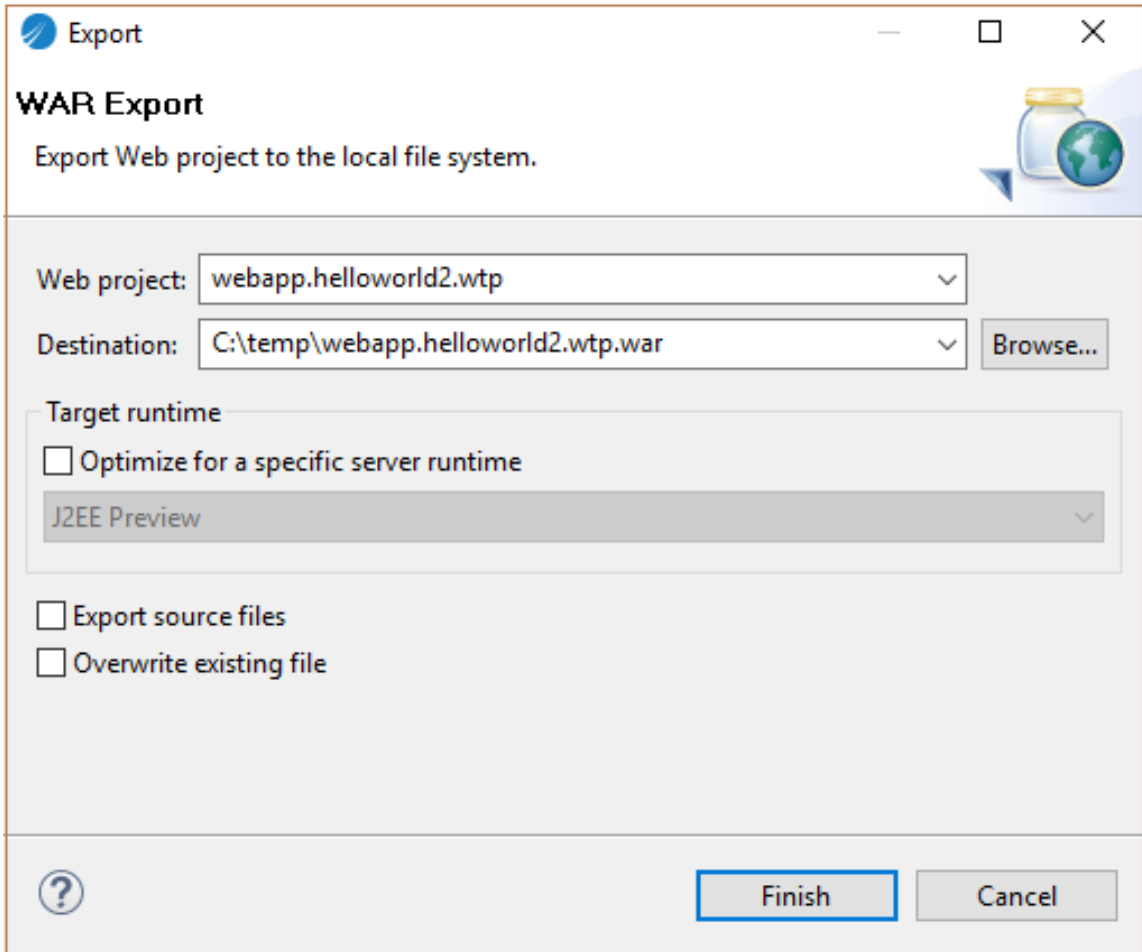 Export
WAR Export
Export Web project to the local file system.
Web project: webapp.helloworld2.wtp
Destination: C:\temp\webapp.helloworld2.wtp.war Browse...
Target runtime
Optimize for a specific server runtime
J2EE Preview
Export source files
Overwrite existing file
? Finish Cancel